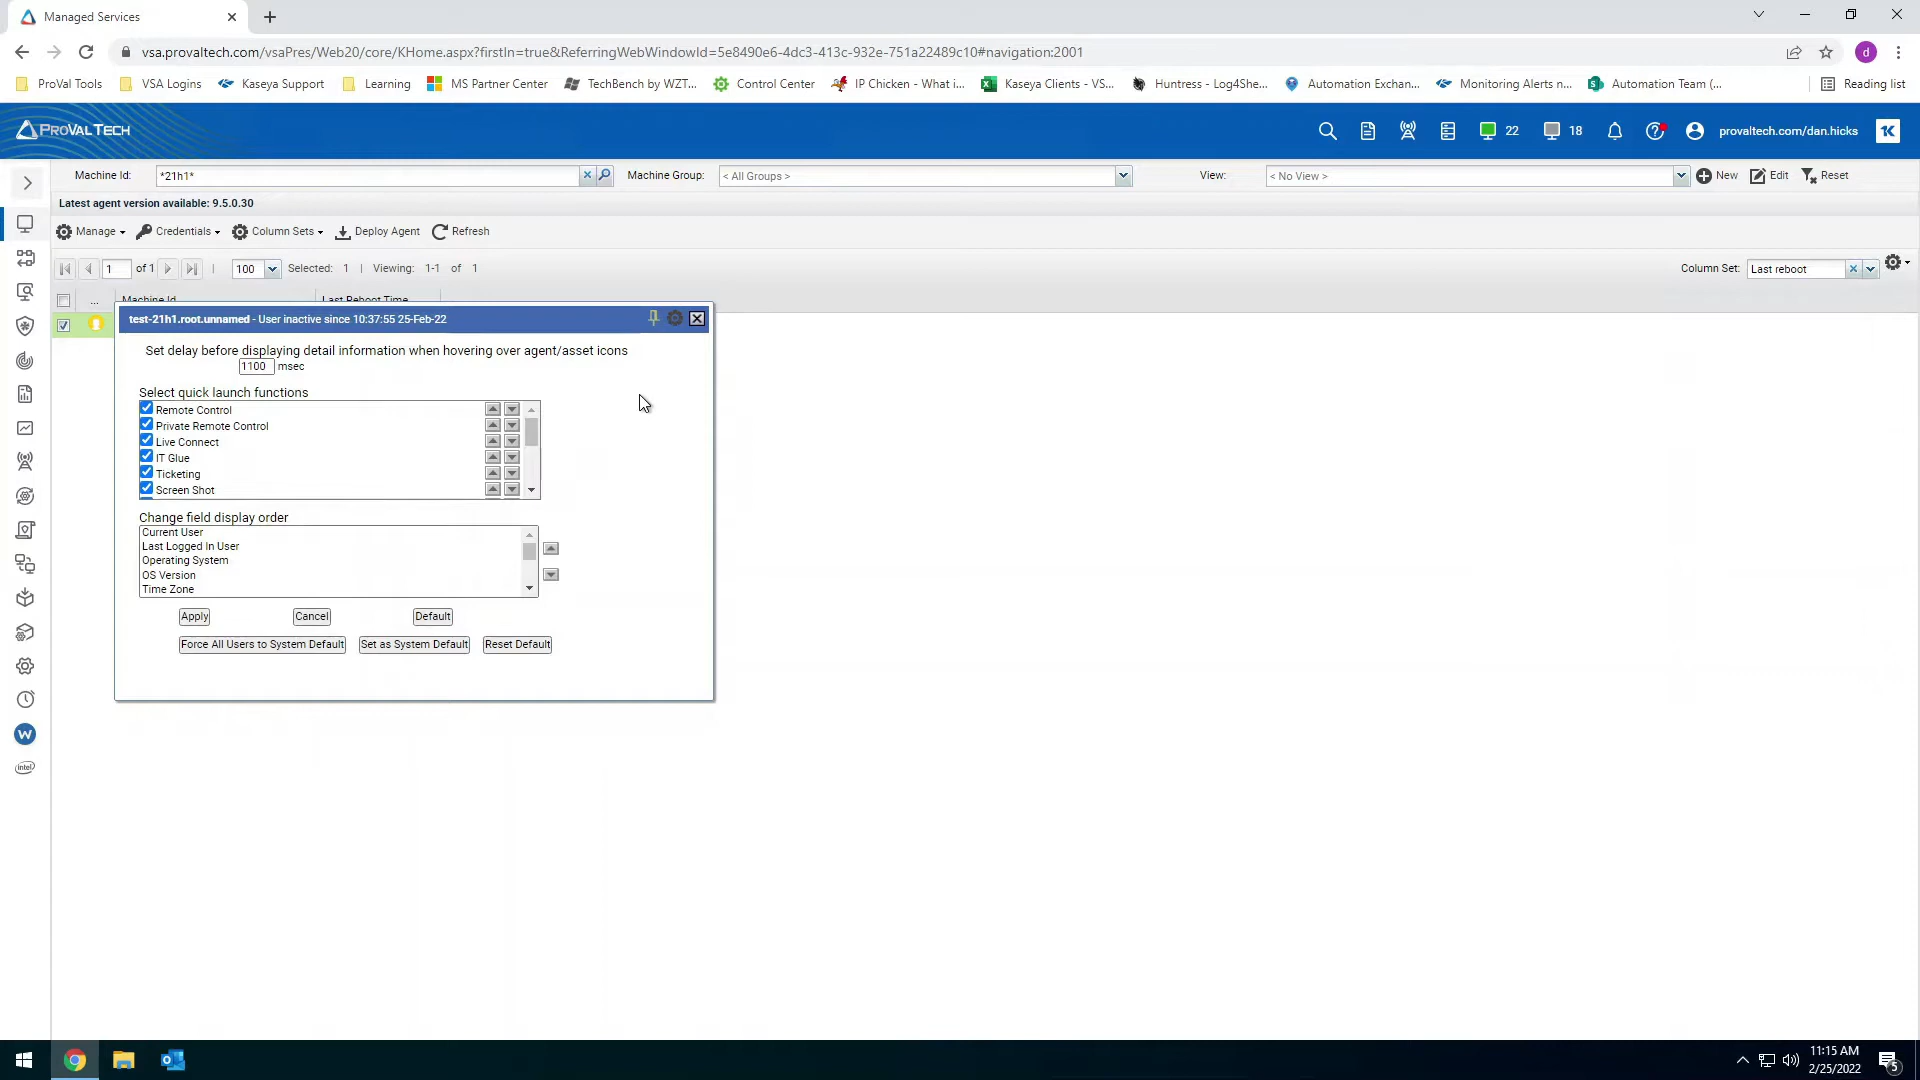 Managed Services
vsa.provaltech.com/vsaPres/Web20/core/KHome.aspx?firstIn=true&ReferringWebWindowId=5e8490e6-4dc3-413c-932e-751a22489c10#navigation:2001
d
ProVal Tools VSA Logins Kaseya Support Learning MS Partner Center TechBench by WZT... Control Center IP Chicken - What i... Kaseya Clients - VS... Huntress - Log4She... Automation Exchan... Monitoring Alerts n... Automation Team (... Reading list
PROVAL TECH 22 18 provaltech.com/dan.hicks
Machine Id: *21h1* Machine Group: < All Groups > View: < No View > New Edit Reset
Latest agent version available: 9.5.0.30
Manage Credentials Column Sets Deploy Agent Refresh
1 of 1 100 Selected: 1 | Viewing: 1-1 of 1 Column Set: Last reboot
... Machine Id Last Reboot Time
test-21h1.root.unnamed - User inactive since 10:37:55 25-Feb-22
Set delay before displaying detail information when hovering over agent/asset icons
1100 msec
Select quick launch functions
Remote Control
Private Remote Control
Live Connect
IT Glue
Ticketing
Screen Shot
Change field display order
Current User
Last Logged In User
Operating System
OS Version
Time Zone
Apply Cancel Default
Force All Users to System Default Set as System Default Reset Default
W
intel
11:15 AM
2/25/2022
5